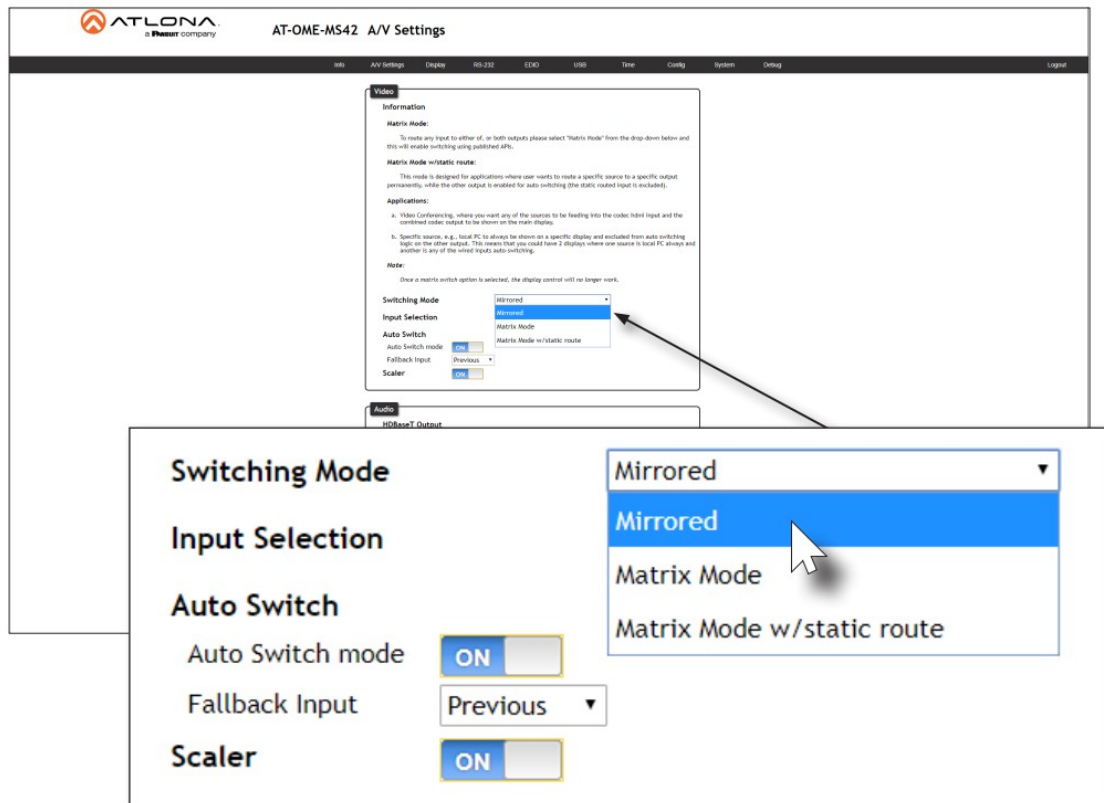 ATLONA.
a PANDUIT company
AT-OME-MS42 A/V Settings
Info A/V Settings Display RS-232 EDID USB Time Config System Debug Logout
Video
Information
Matrix Mode:
To route any input to either of, or both outputs please select "Matrix Mode" from the drop-down below and
this will enable switching using published APIs.
Matrix Mode w/static route:
This mode is designed for applications where user wants to route a specific source to a specific output
permanently, while the other output is enabled for auto switching (the static routed input is excluded).
Applications:
a. Video Conferencing, where you want any of the sources to be feeding into the codec hdmi input and the
combined codec output to be shown on the main display.
b. Specific source, e.g., local PC to always be shown on a specific display and excluded from auto switching
logic on the other output. This means that you could have 2 displays where one source is local PC always and
another is any of the wired inputs auto-switching.
Note:
Once a matrix switch option is selected, the display control will no longer work.
Switching Mode Mirrored
Mirrored
Input Selection
Matrix Mode
Auto Switch
Matrix Mode w/static route
Auto Switch mode ON
Fallback Input Previous
Scaler ON
Audio
HDBaseT Output
Switching Mode Mirrored
Mirrored
Input Selection
Matrix Mode
Auto Switch
Matrix Mode w/static route
Auto Switch mode ON
Fallback Input Previous
Scaler ON